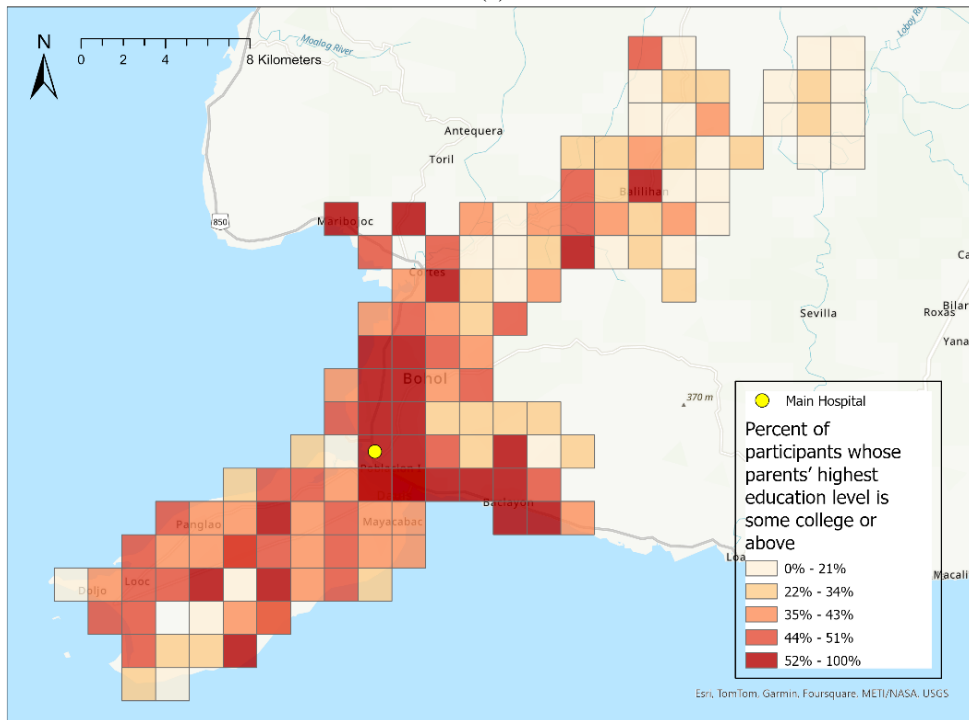 N
0 2 4 8 Kilometers
Moalog River
Loboy Riv
Antequera
Toril
850
Maribojoc
Balilihan
Cortes
Ca
Sevilla
Bilar
Roxas
Yana
Bohol
370 m
Baclayon
Panglao
Mayacabac
Loa
Macali
Looc
Doljo
Main Hospital
Percent of
participants whose
parents’ highest
education level is
some college or
above
0% - 21%
22% - 34%
35% - 43%
44% - 51%
52% - 100%
Esri, TomTom, Garmin, Foursquare, METI/NASA, USGS